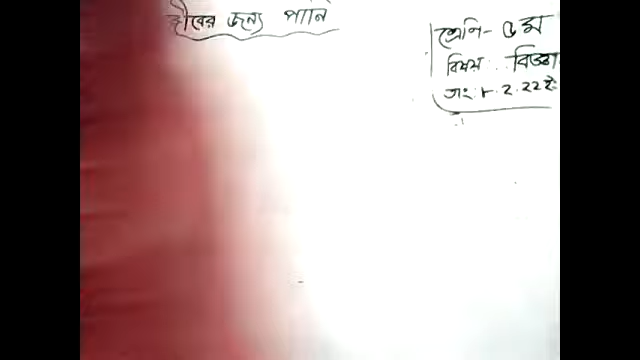 জীবের জন্য পানি
শ্রেণি - ৫ম
বিষয় : বিজ্ঞা
তাং : ৮.২.২২ইং